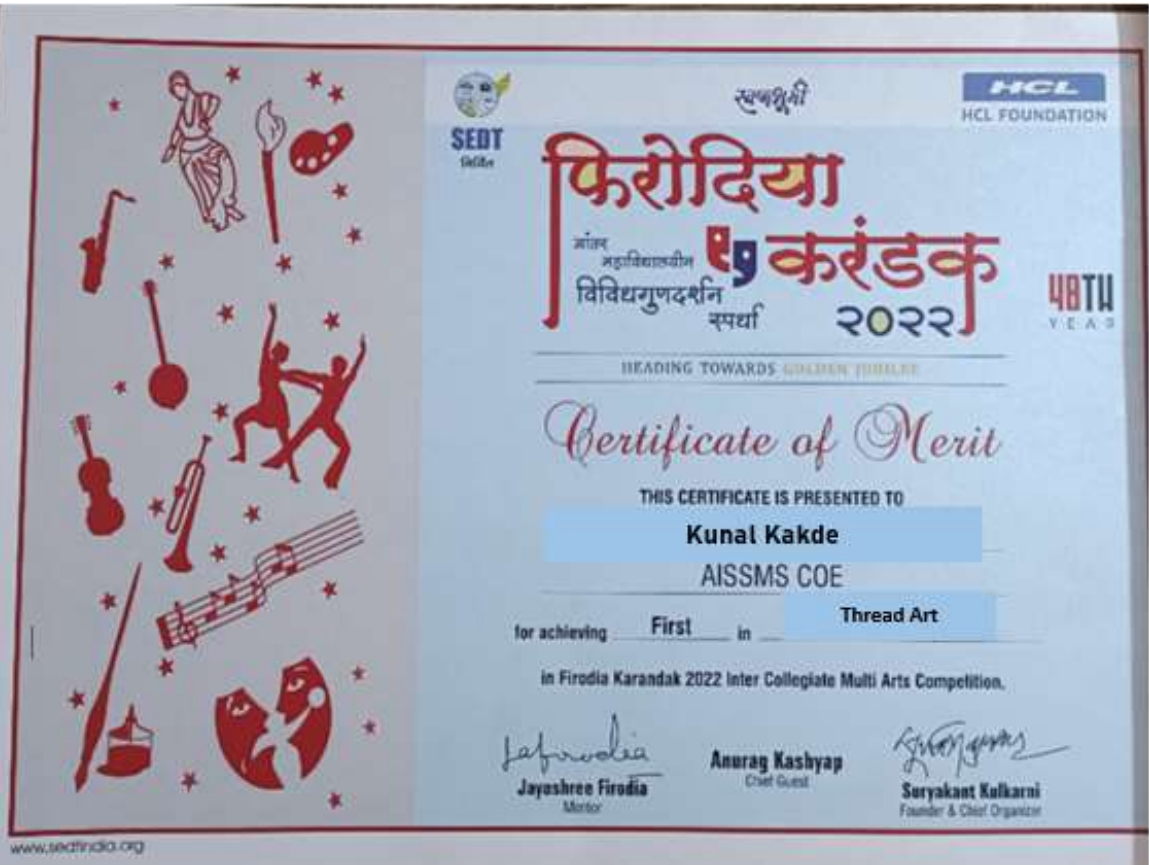 SEDT
निर्मित
स्वप्नभूमी
HCL
HCL FOUNDATION
फिरोदिया
आंतर
महाविद्यालयीन
विविधगुणदर्शन
स्पर्धा
करंडक
२०२२
48TH
YEAR
HEADING TOWARDS GOLDEN JUBILEE
Certificate of Merit
THIS CERTIFICATE IS PRESENTED TO
Kunal Kakde
AISSMS COE
for achieving First in Thread Art
in Firodia Karandak 2022 Inter Collegiate Multi Arts Competition.
Jayashree Firodia
Mentor
Anurag Kashyap
Chief Guest
Suryakant Kulkarni
Founder & Chief Organizer
www.sedtindia.org